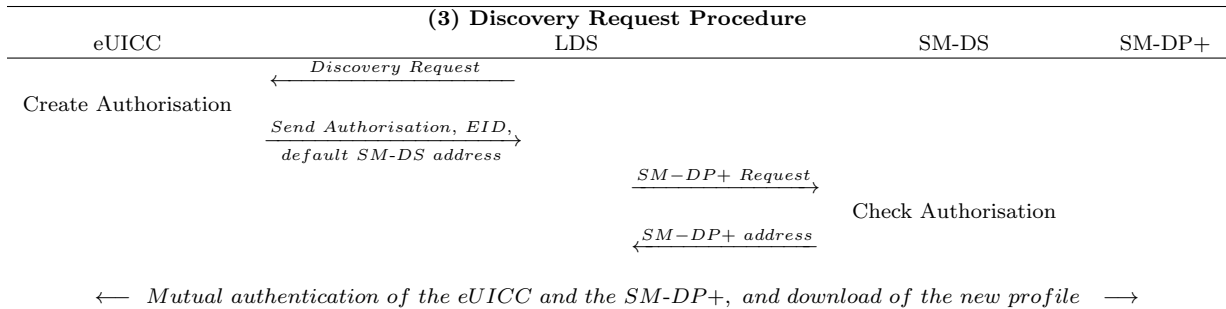 (3) Discovery Request Procedure
eUICC LDS SM-DS SM-DP+
Discovery Request
Create Authorisation
Send Authorisation, EID,
default SM-DS address
SM−DP+ Request
Check Authorisation
SM−DP+ address
⟵ Mutual authentication of the eUICC and the SM-DP+, and download of the new profile ⟶